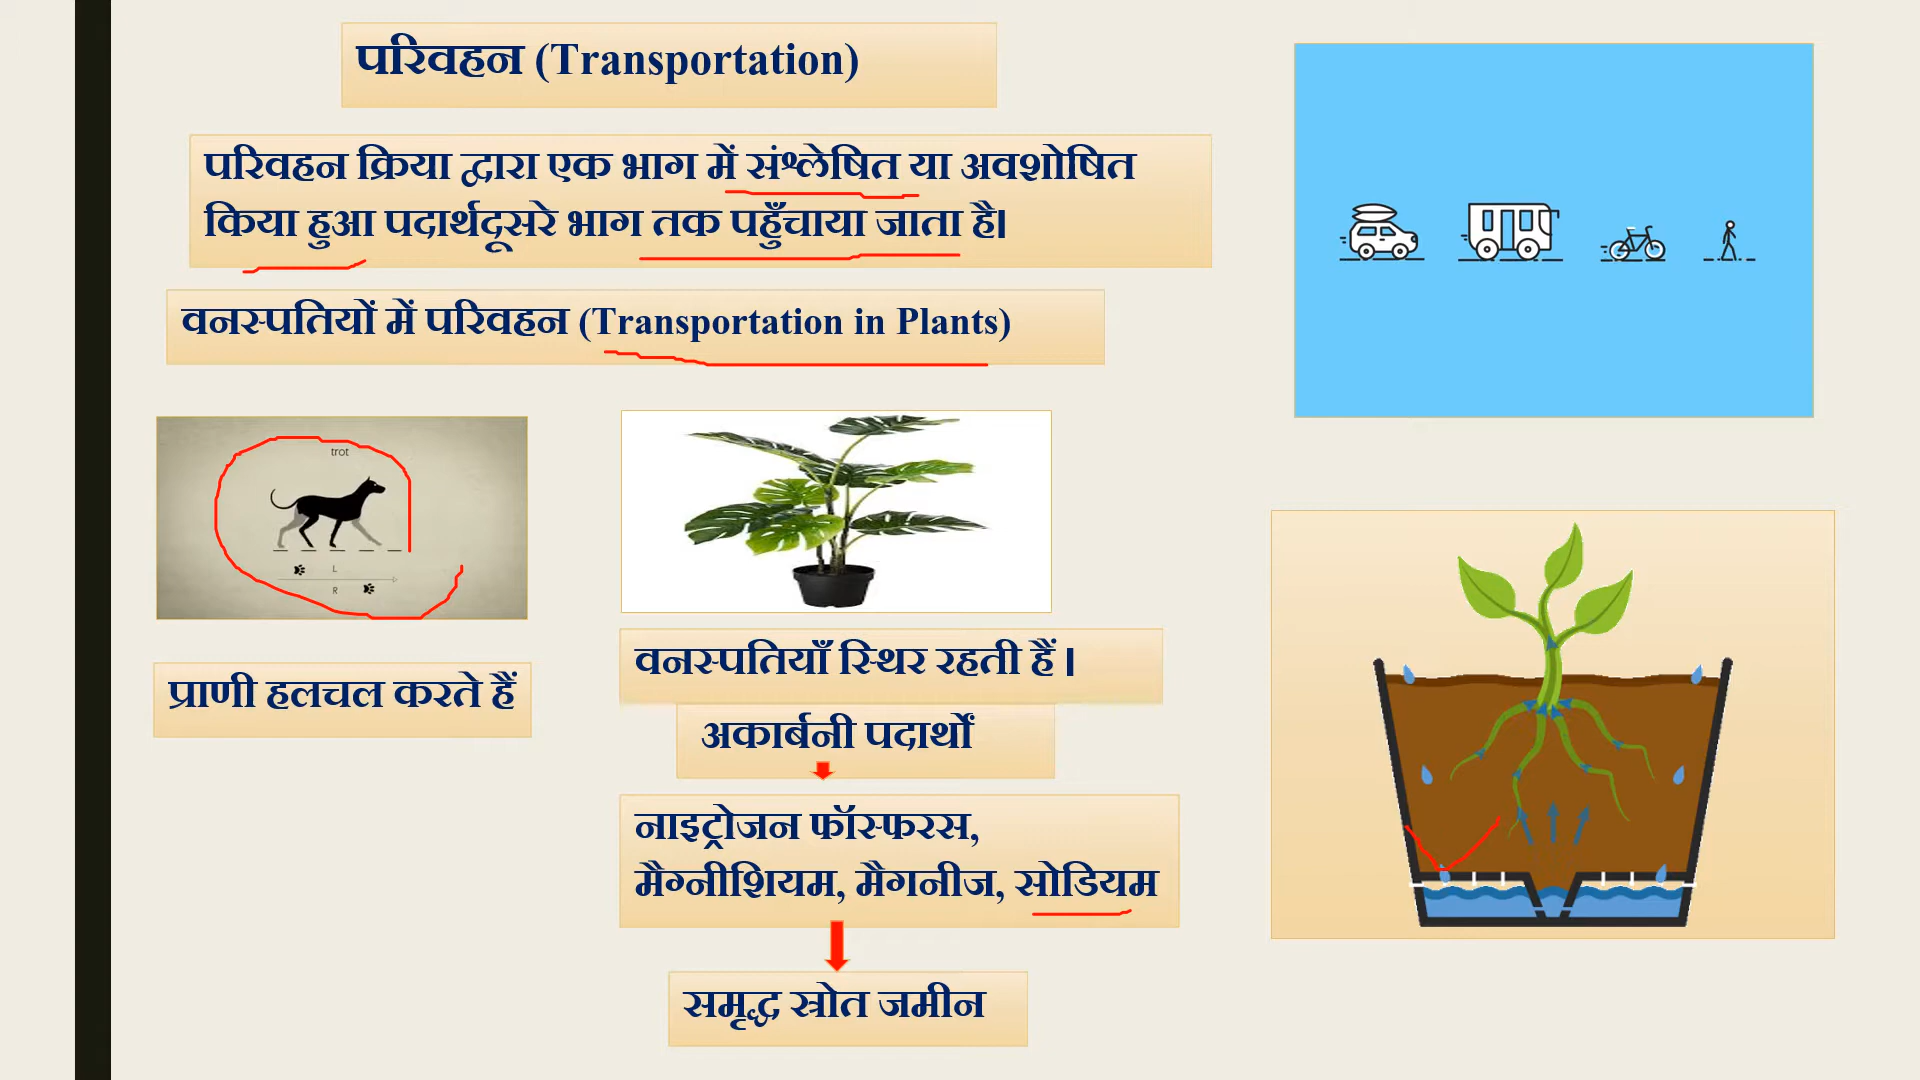 परिवहन (Transportation)
परिवहन क्रिया द्वारा एक भाग में संश्लेषित या अवशोषित
किया हुआ पदार्थदूसरे भाग तक पहुँचाया जाता है।
वनस्पतियों में परिवहन (Transportation in Plants)
trot
L
R
प्राणी हलचल करते हैं
वनस्पतियाँ स्थिर रहती हैं ।
अकार्बनी पदार्थों
नाइट्रोजन फॉस्फरस,
मैग्नीशियम, मैगनीज, सोडियम
समृद्ध स्रोत जमीन